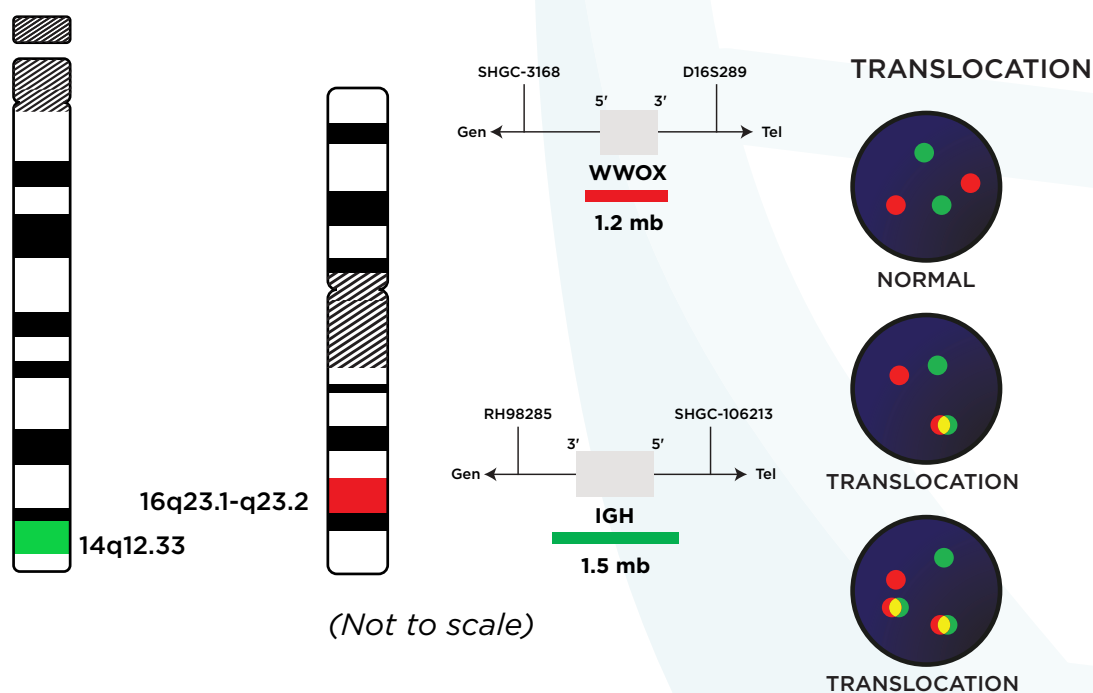 TRANSLOCATION
SHGC-3168
D16S289
5'
3'
Gen
Tel
WWOX
1.2 mb
NORMAL
RH98285
SHGC-106213
3'
5'
Gen
Tel
IGH
1.5 mb
TRANSLOCATION
16q23.1-q23.2
14q12.33
(Not to scale)
TRANSLOCATION